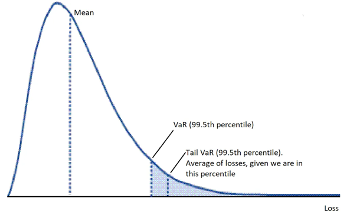 Mean
VaR (99.5th percentile)
Tail VaR (99.5th percentile).
Average of losses, given we are in
this percentile
Loss